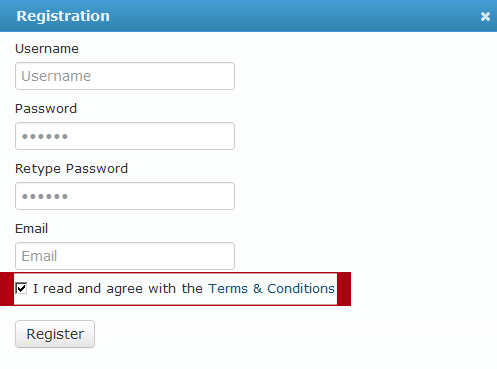 Registration
Username
Username
Password
••••••
Retype Password
••••••
Email
Email
I read and agree with the Terms & Conditions
Register